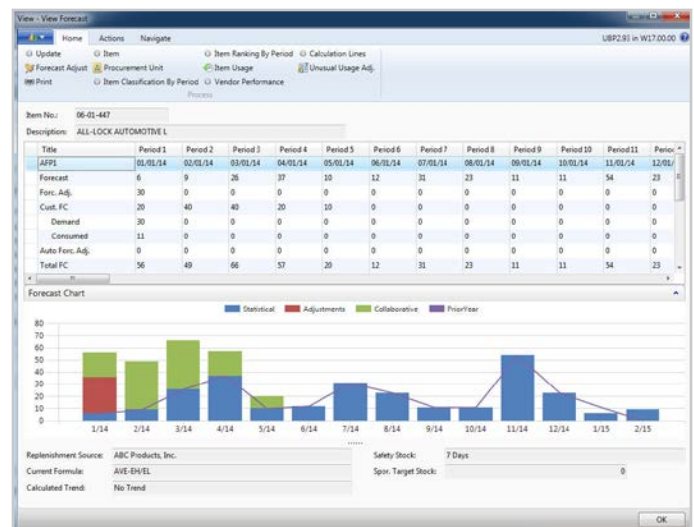 View - View Forecast
Home Actions Navigate UBP2.93 in W17.00.00
Update Item Item Ranking By Period Calculation Lines
Forecast Adjust Procurement Unit Item Usage Unusual Usage Adj.
Print Item Classification By Period Vendor Performance
Process
Item No.: 06-01-447
Description: ALL-LOCK AUTOMOTIVE L
Title Period 1 Period 2 Period 3 Period 4 Period 5 Period 6 Period 7 Period 8 Period 9 Period 10 Period 11 Perioc
AFP1 01/01/14 02/01/14 03/01/14 04/01/14 05/01/14 06/01/14 07/01/14 08/01/14 09/01/14 10/01/14 11/01/14 12/01/
Forecast 6 9 26 37 10 12 31 23 11 11 54 23
Forc. Adj. 30 0 0 0 0 0 0 0 0 0 0 0
Cust. FC 20 40 40 20 10 0 0 0 0 0 0 0
Demand 30 0 0 0 0 0 0 0 0 0 0 0
Consumed 11 0 0 0 0 0 0 0 0 0 0 0
Auto Forc. Adj. 0 0 0 0 0 0 0 0 0 0 0 0
Total FC 56 49 66 57 20 12 31 23 11 11 54 23
Forecast Chart
Statistical Adjustments Collaborative PriorYear
80
70
60
50
40
30
20
10
0
1/14 2/14 3/14 4/14 5/14 6/14 7/14 8/14 9/14 10/14 11/14 12/14 1/15 2/15
Replenishment Source: ABC Products, Inc. Safety Stock: 7 Days
Current Formula: AVE-EH/EL Spor. Target Stock: 0
Calculated Trend: No Trend
OK